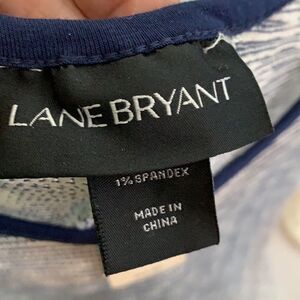 LANE BRYANT
1% SPANDEX
MADE IN
CHINA